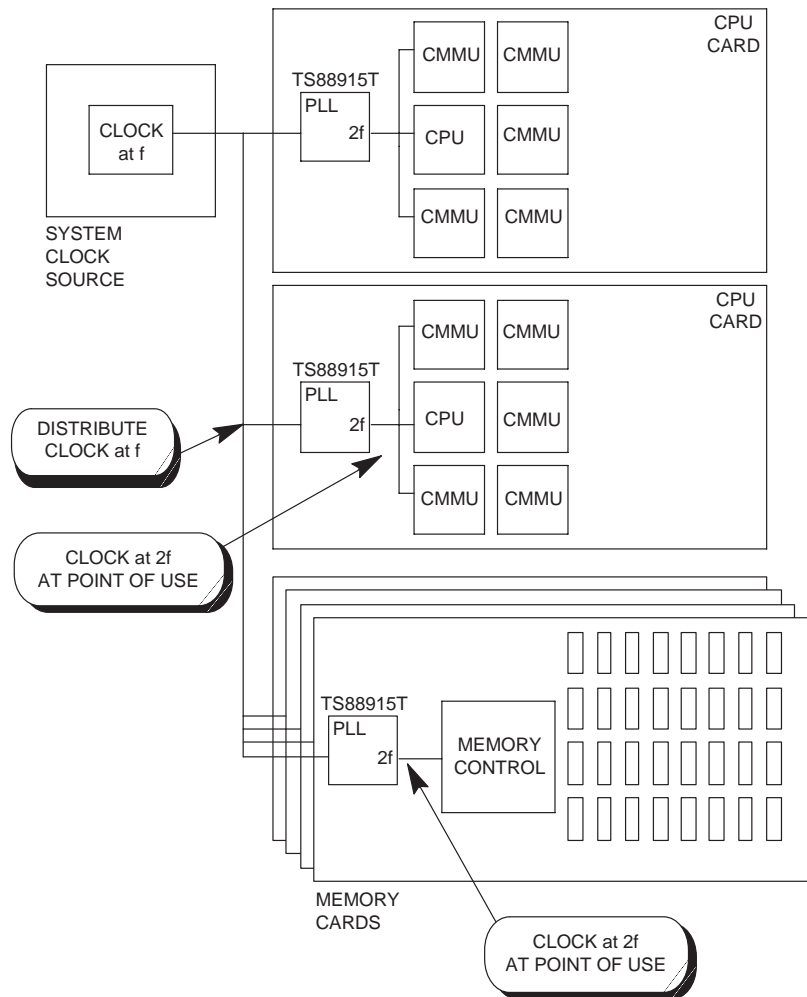 CPU
CARD
CMMU CMMU
TS88915T
PLL
2f
CPU CMMU
CMMU CMMU
CLOCK
at f
SYSTEM
CLOCK
SOURCE
CPU
CARD
CMMU CMMU
TS88915T
PLL
2f
CPU CMMU
CMMU CMMU
DISTRIBUTE
CLOCK at f
CLOCK at 2f
AT POINT OF USE
TS88915T
PLL
2f
MEMORY
CONTROL
MEMORY
CARDS
CLOCK at 2f
AT POINT OF USE